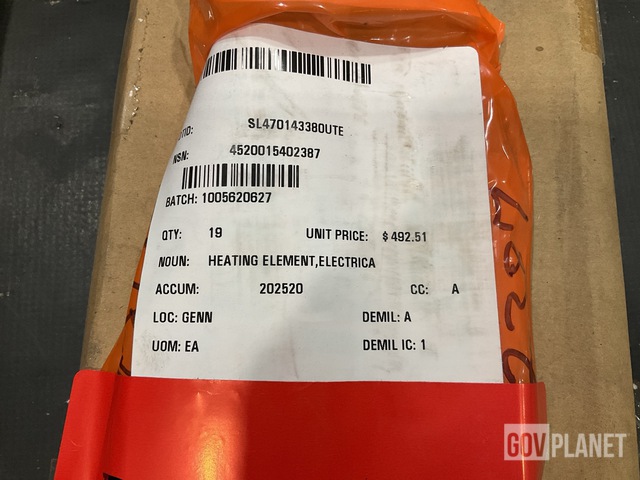 SL470143380UTE
NSN: 4520015402387
BATCH: 1005620627
QTY: 19 UNIT PRICE: $ 492.51
NOUN: HEATING ELEMENT,ELECTRICA
ACCUM: 202520 CC: A
LOC: GENN DEMIL: A
UOM: EA DEMIL IC: 1
GOVPLANET